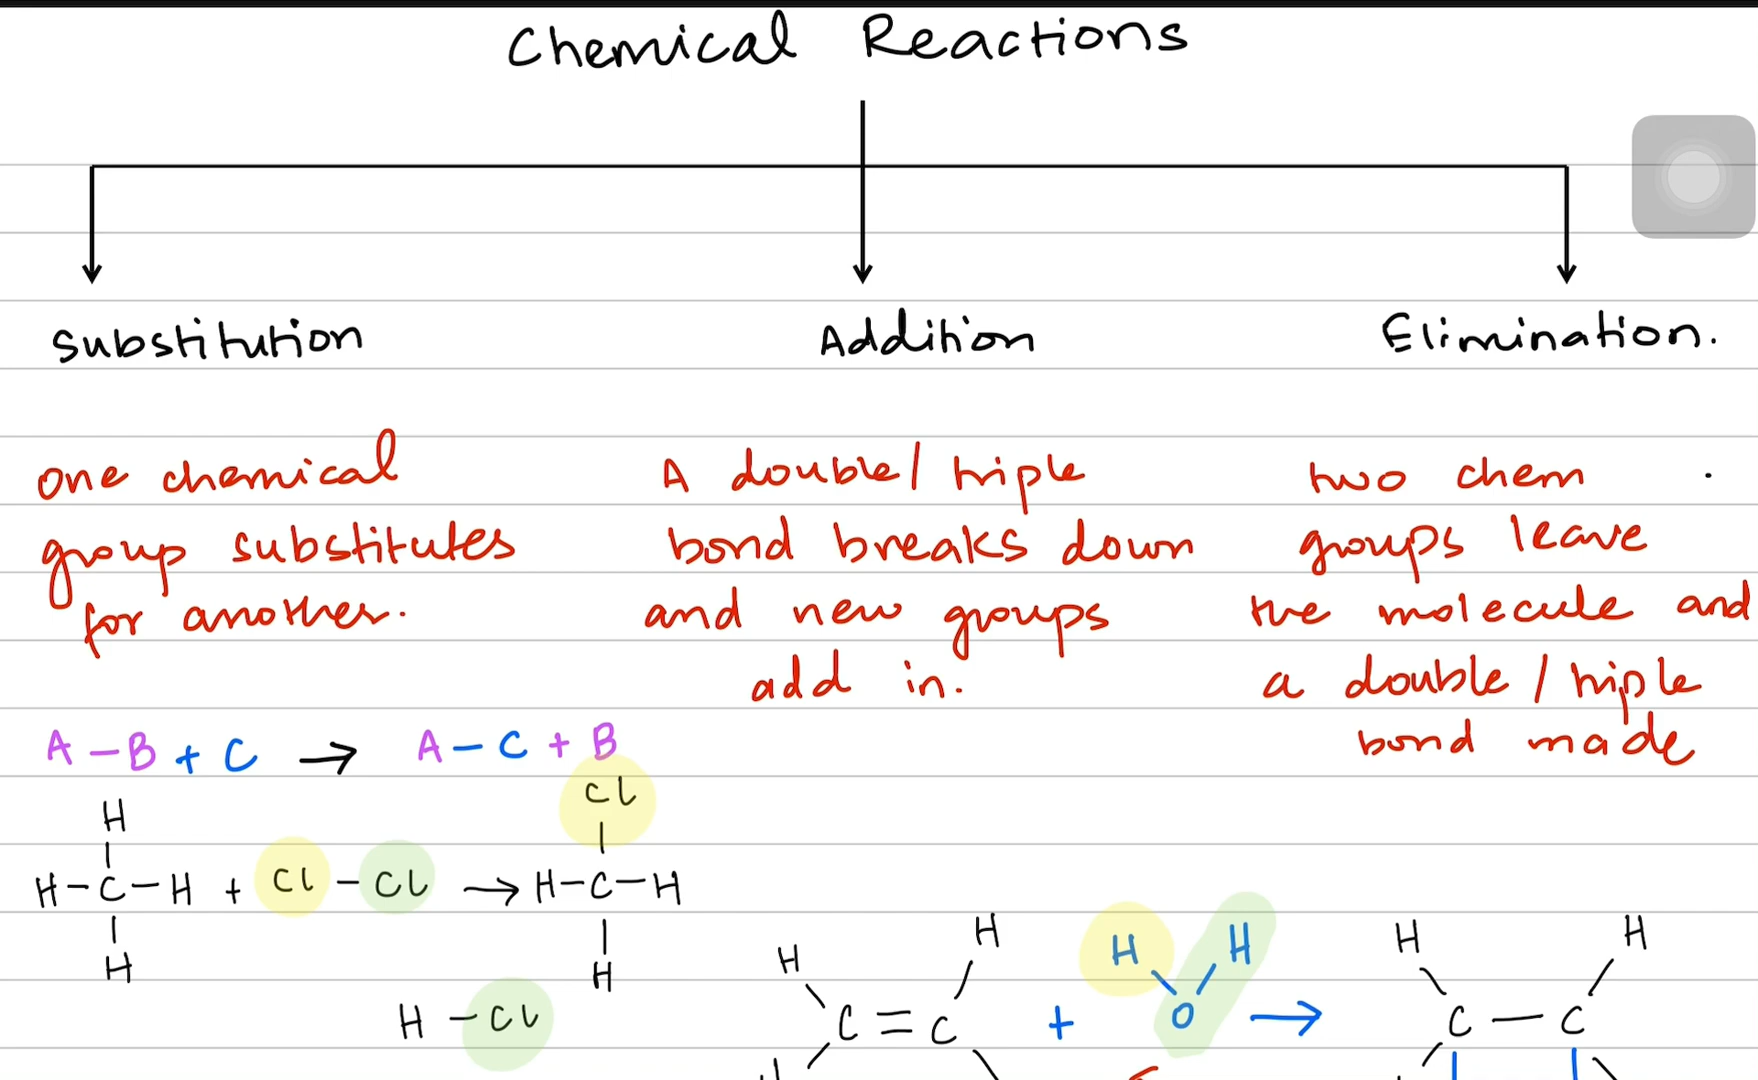 Chemical Reactions
Substitution
Addition
Elimination.
one chemical
group substitutes
for another.
A double/triple
bond breaks down
and new groups
add in.
two chem
groups leave
the molecule and
a double/triple
bond made
A-B + C → A-C + B
H
H-C-H + Cl-Cl → H-C-H
H
Cl
H
H-Cl
H H
C=C
+
H H
O
→
H H
C-C